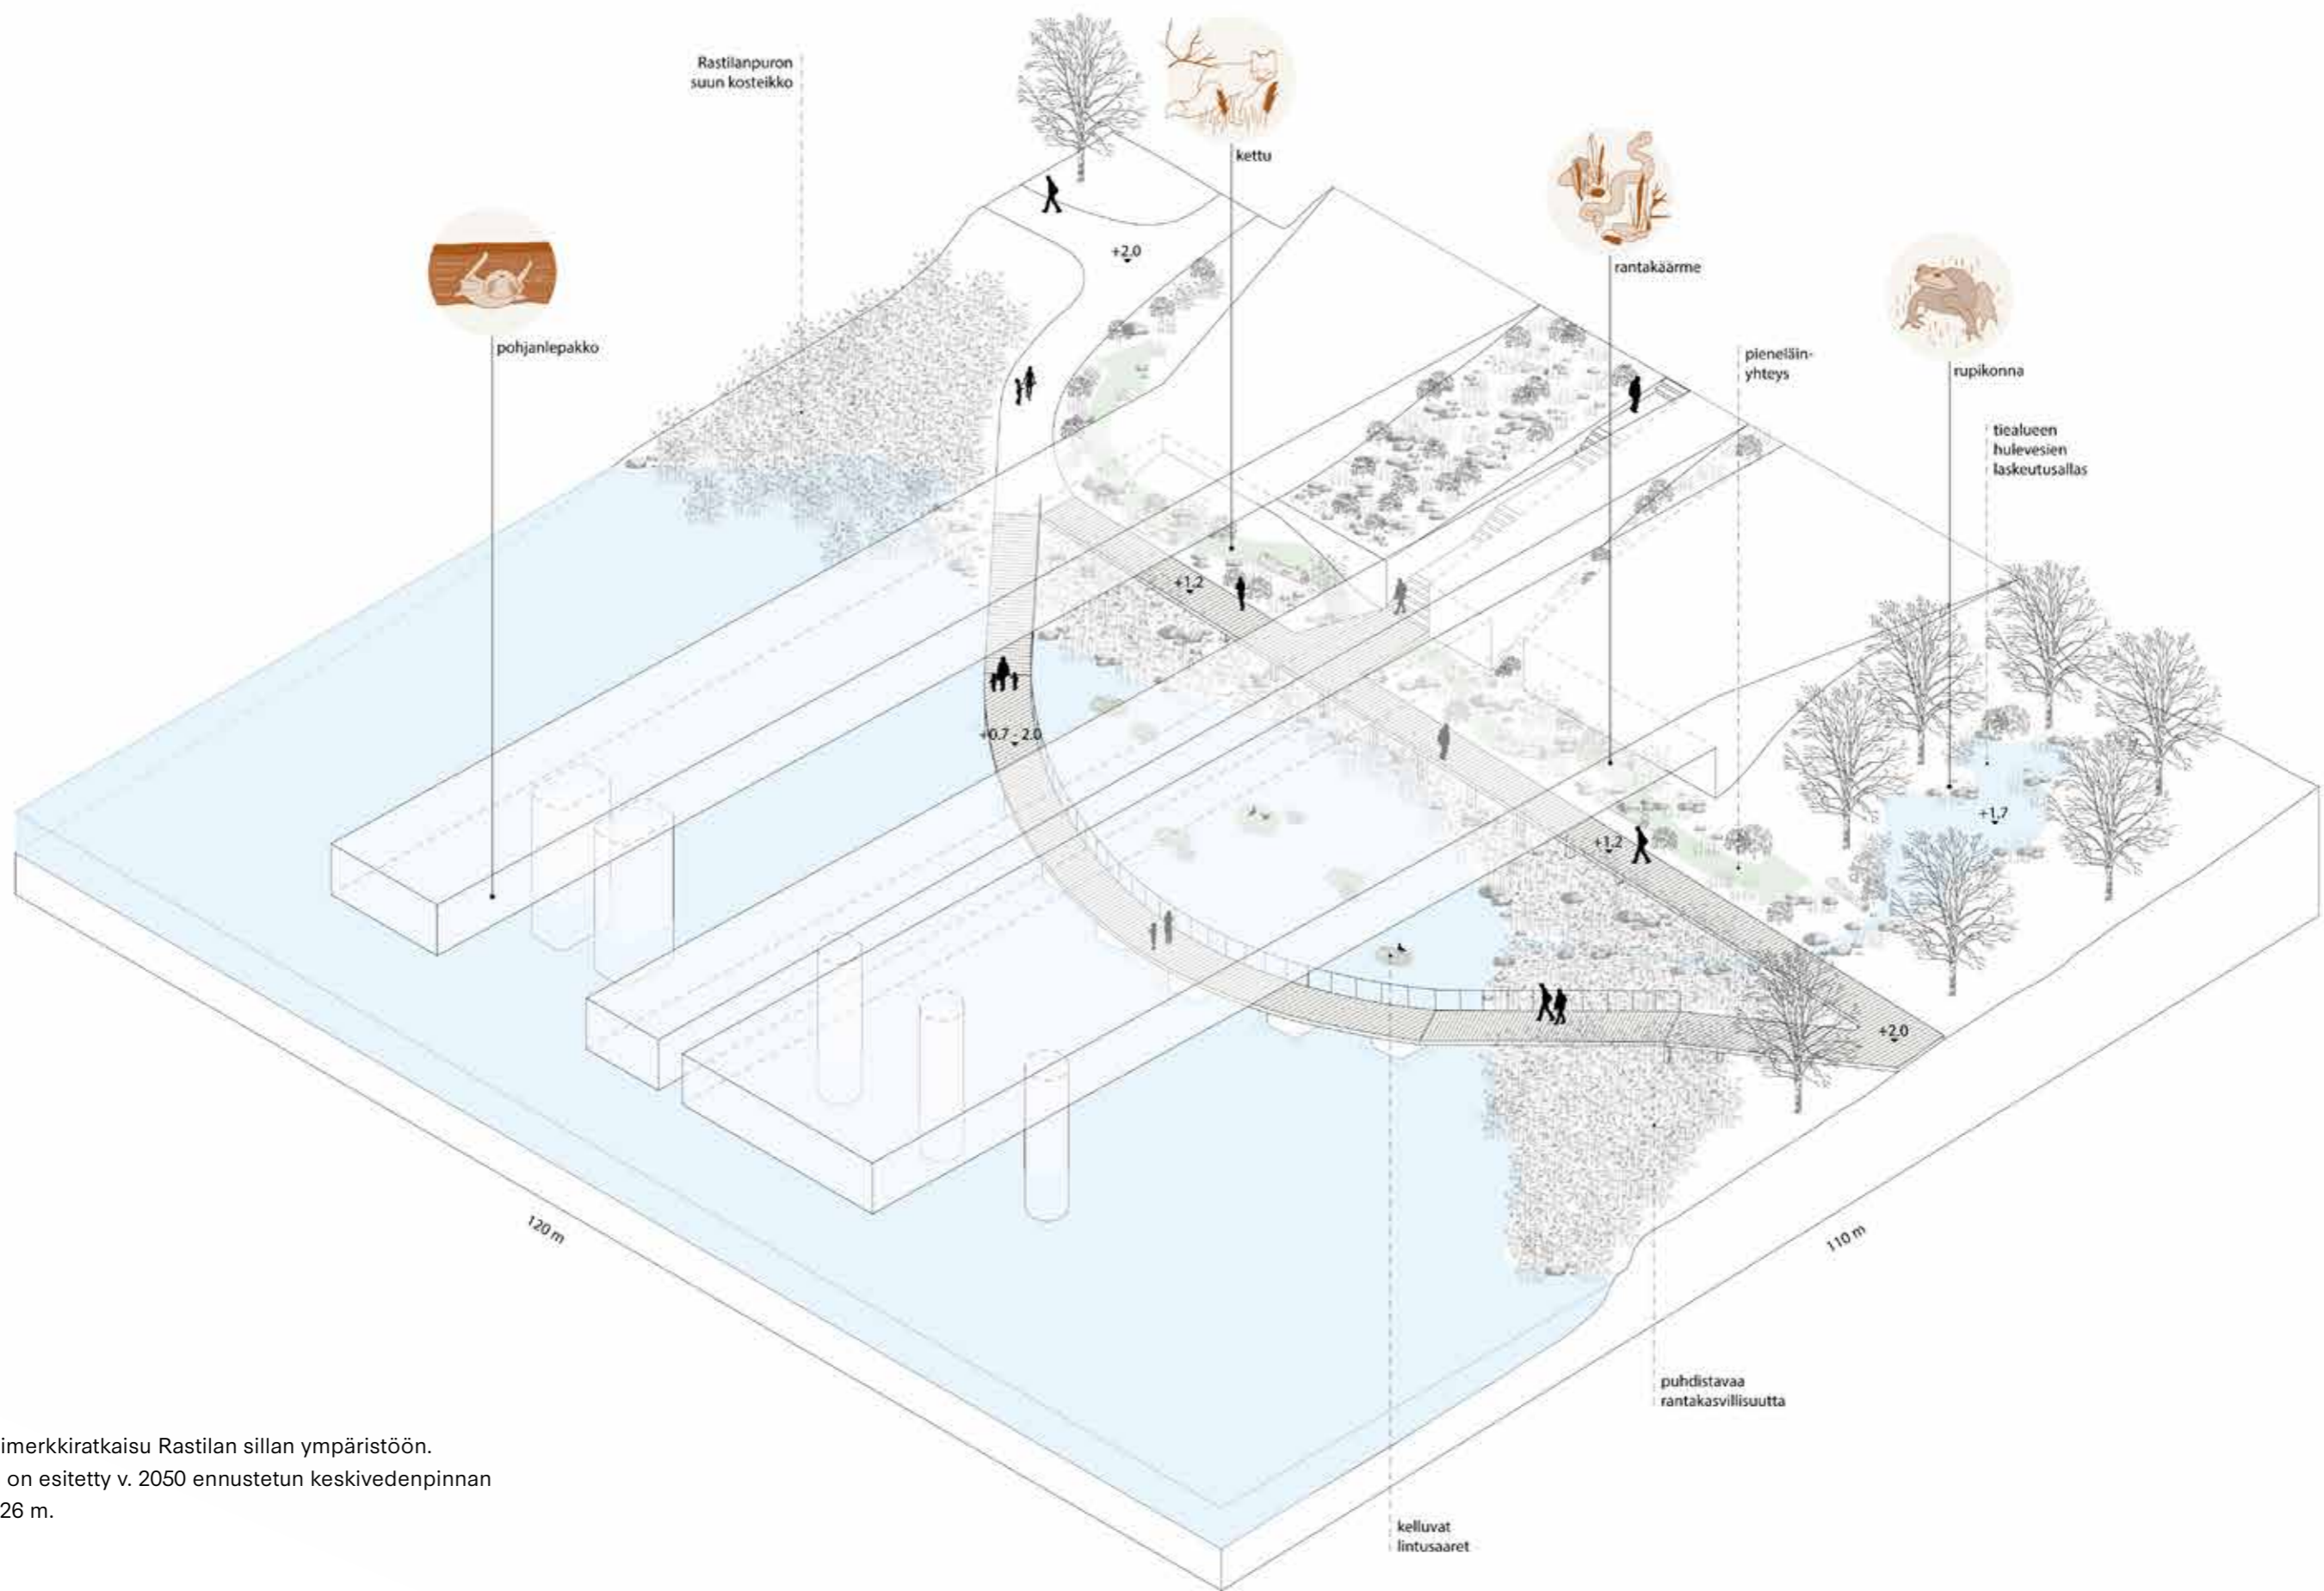 Rastilanpuron
suun kosteikko
kettu
rantakäärme
pohjanlepakko
pieneläin-
yhteys
rupikonna
tiealueen
hulevesien
laskeutusallas
+2.0
+1.2
+0.7 - 2.0
+1.7
+1.2
+2.0
120 m
110 m
puhdistavaa
rantakasvillisuutta
kelluvat
lintusaaret
imerkkiratkaisu Rastilan sillan ympäristöön.
on esitetty v. 2050 ennustetun keskivedenpinnan
26 m.